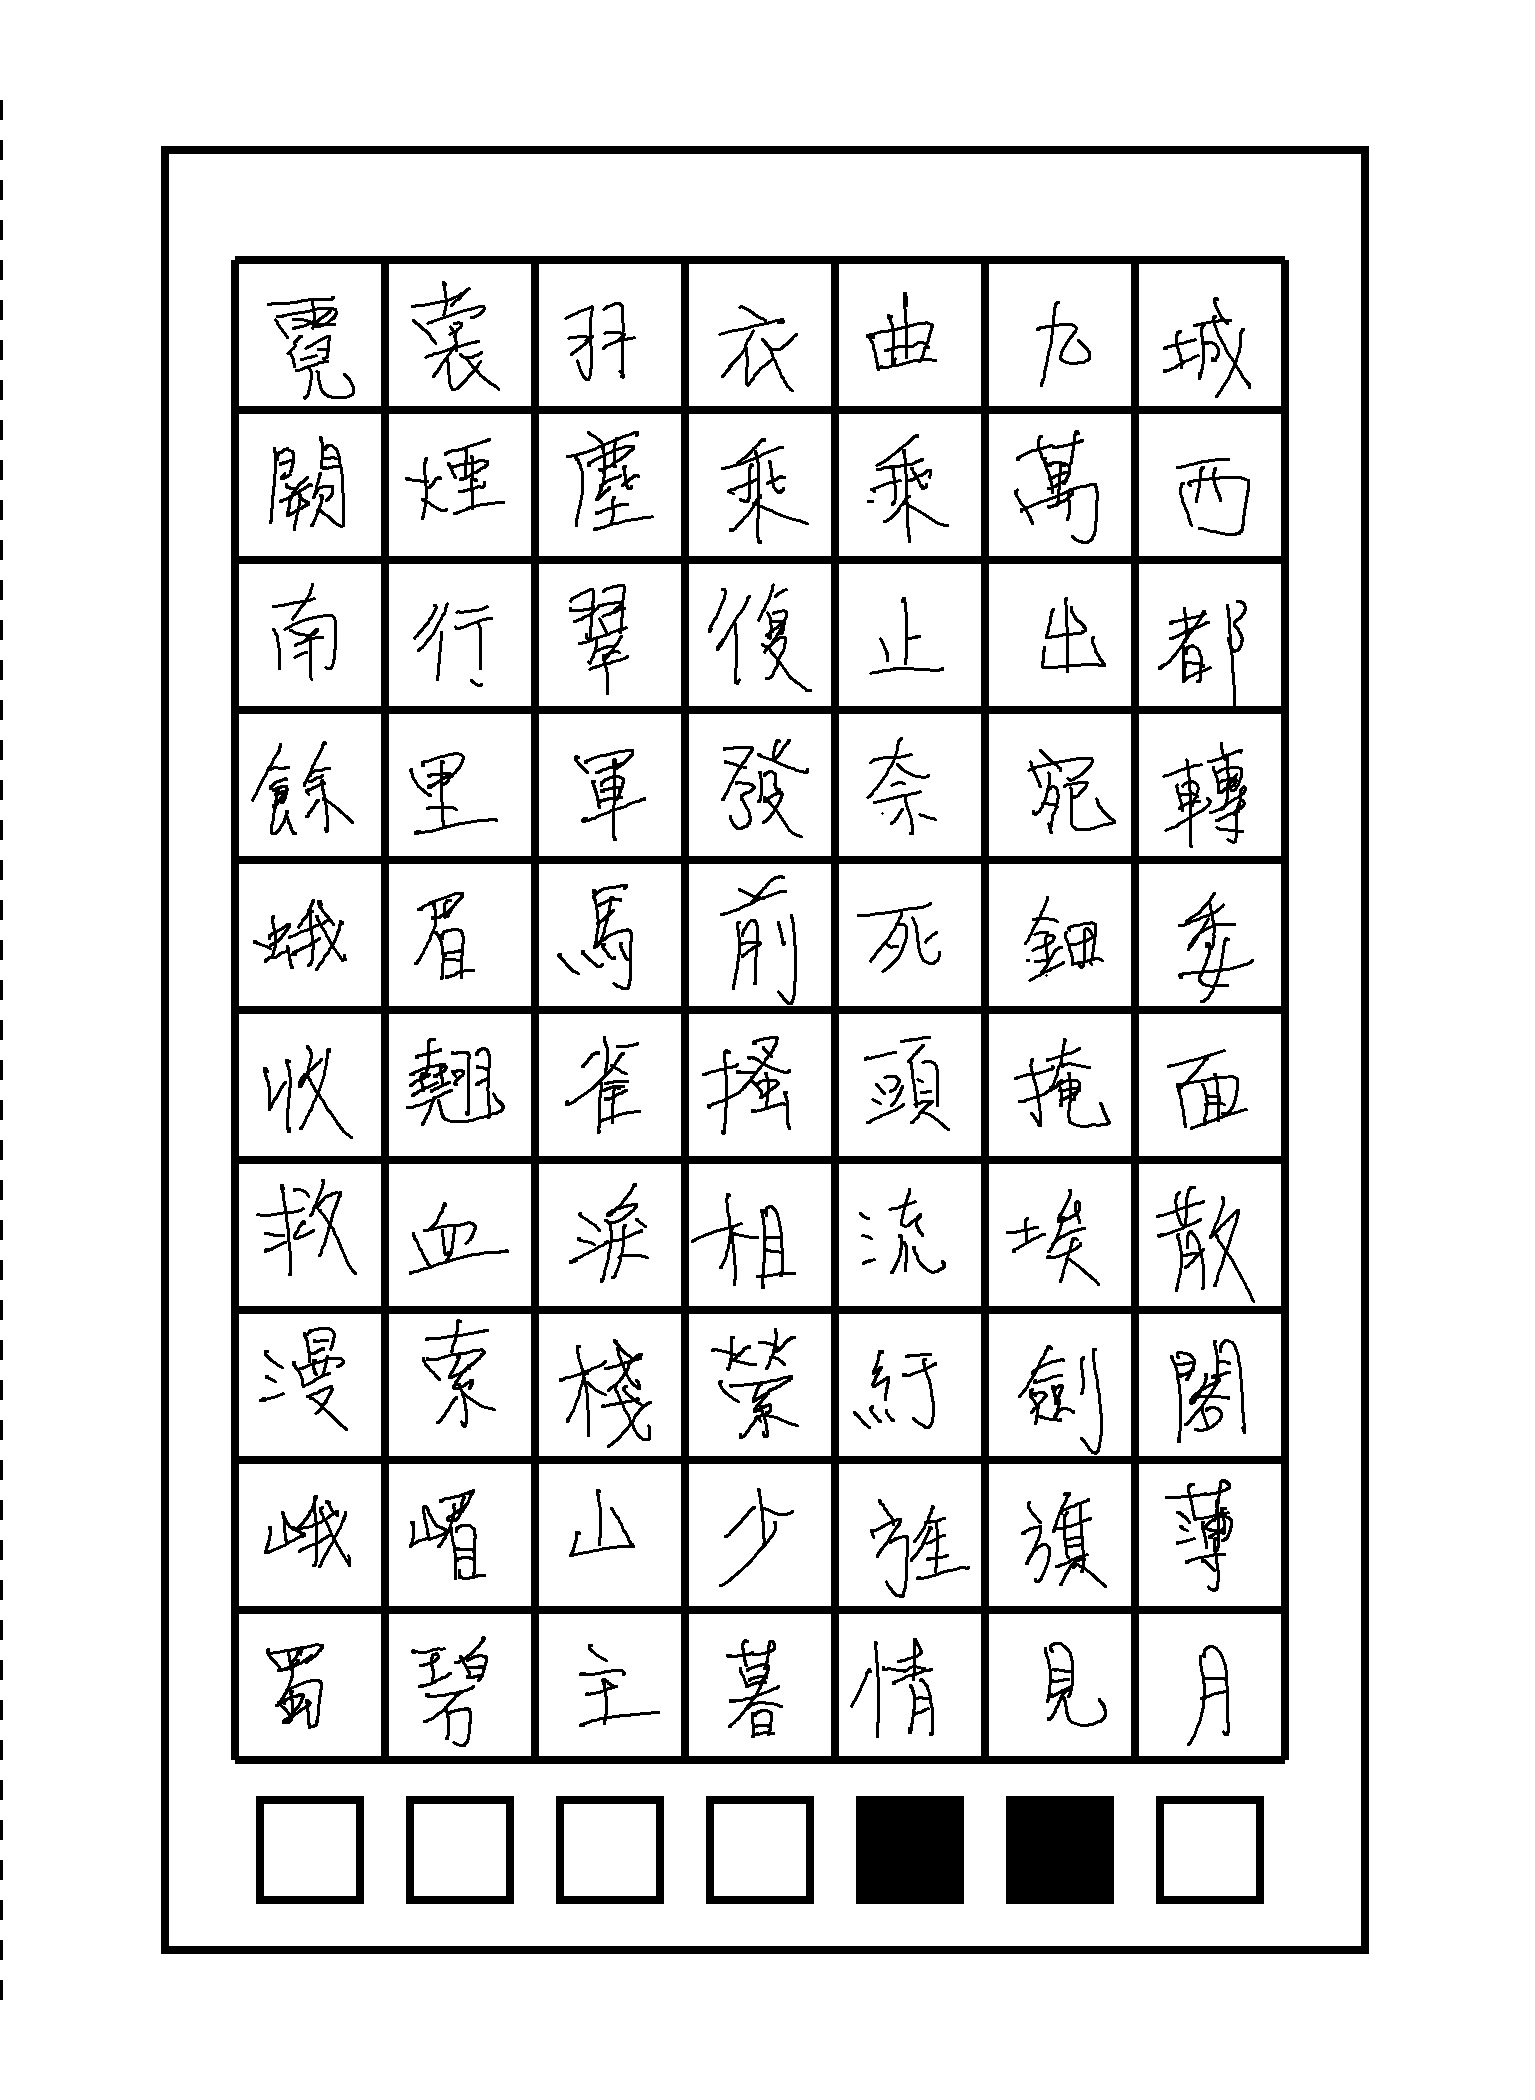 霓裳羽衣曲九城
闕煙塵乘乘萬西
南行翠復止出都
餘里軍發奈宛轉
蛾眉馬前死鈿委
收翹雀搔頭掩面
救血淚相流埃散
漫索棧縈紆劍閣
峨嵋山少旌旗薄
蜀碧主暮情見月